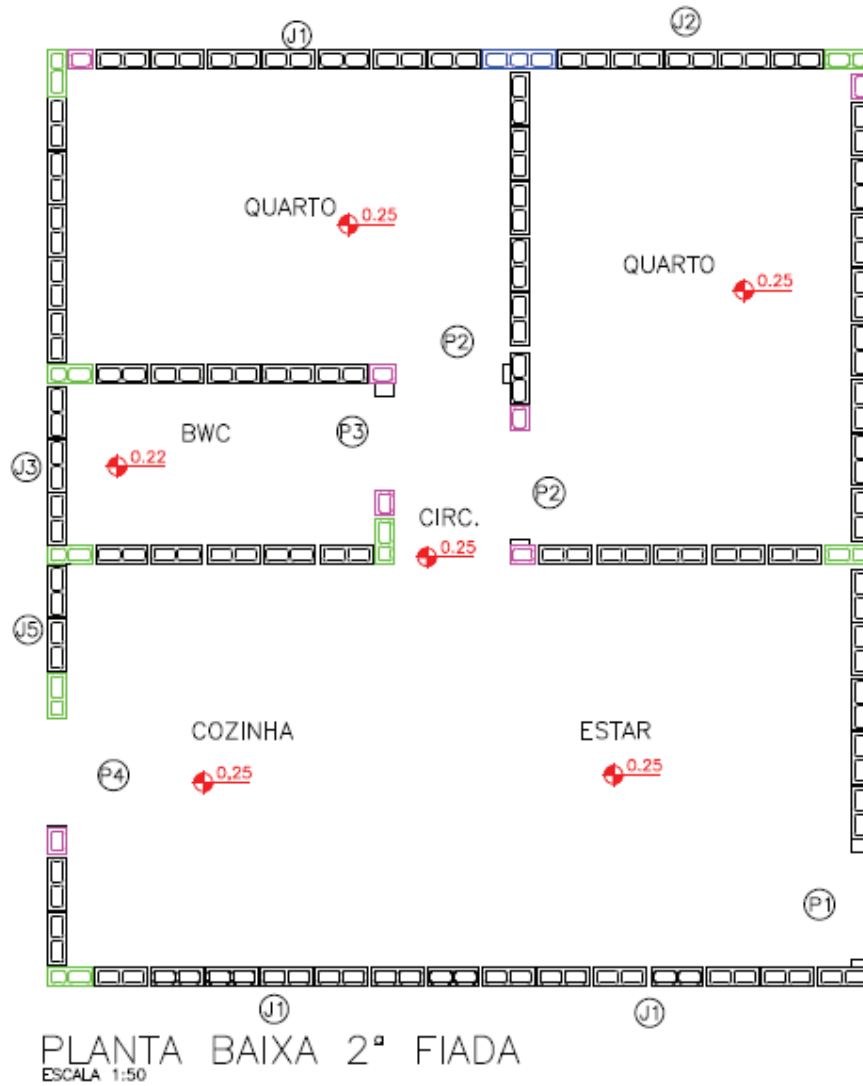 J1
J2
QUARTO
0.25
QUARTO
0.25
P2
P3
BWC
J3
0.22
P2
CIRC.
0.25
J5
COZINHA
ESTAR
P4
0,25
0.25
P1
J1
J1
PLANTA BAIXA 2ª FIADA
ESCALA 1:50